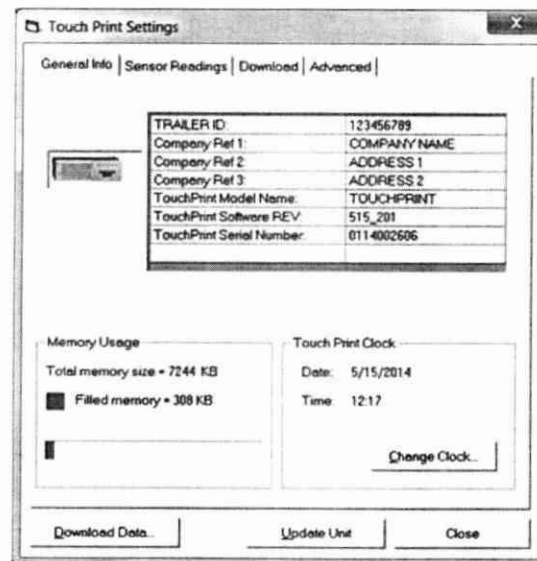 Touch Print Settings
General Info | Sensor Readings | Download | Advanced
TRAILER ID: 123456789
Company Ref 1: COMPANY NAME
Company Ref 2: ADDRESS 1
Company Ref 3: ADDRESS 2
TouchPrint Model Name: TOUCHPRINT
TouchPrint Software REV: 515_201
TouchPrint Serial Number: 0114002606
Memory Usage
Total memory size = 7244 KB
Filled memory = 308 KB
Touch Print Clock
Date: 5/15/2014
Time: 12:17
Change Clock...
Download Data...
Update Unit
Close